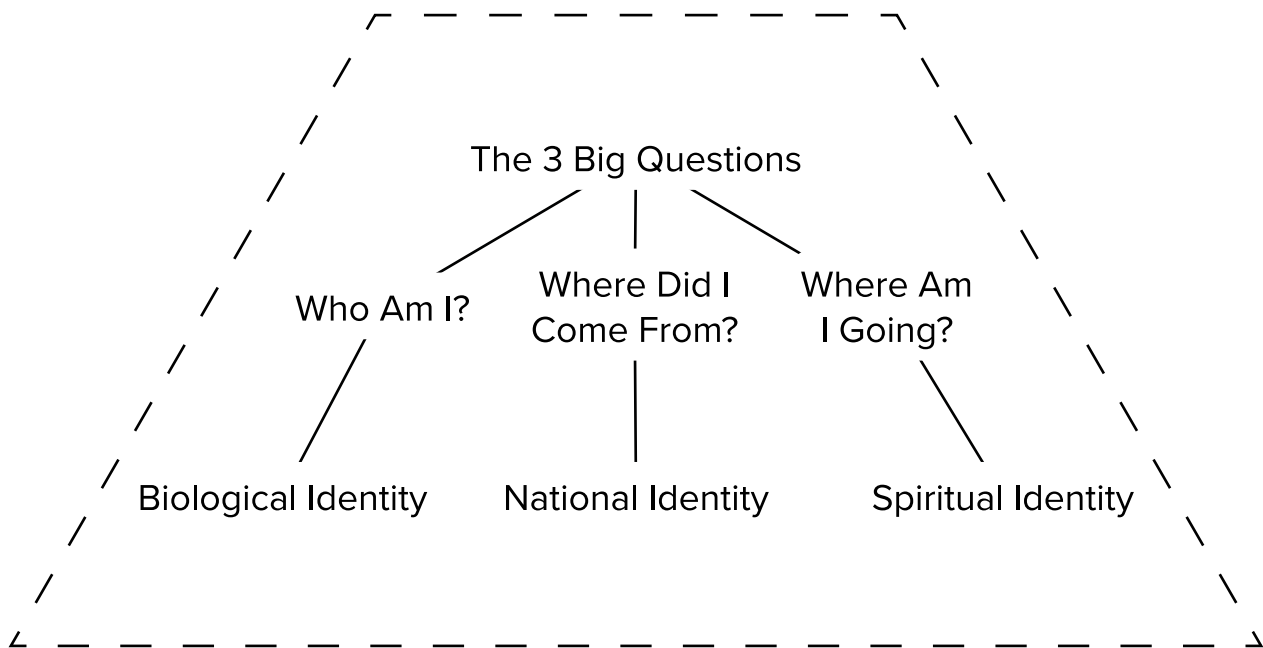 The 3 Big Questions
Who Am I?
Where Did I
Come From?
Where Am
I Going?
Biological Identity
National Identity
Spiritual Identity